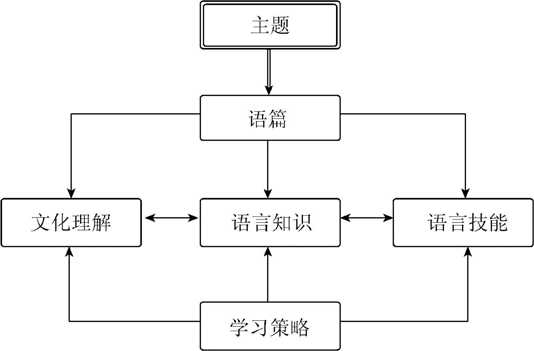 主题
语篇
文化理解
语言知识
语言技能
学习策略